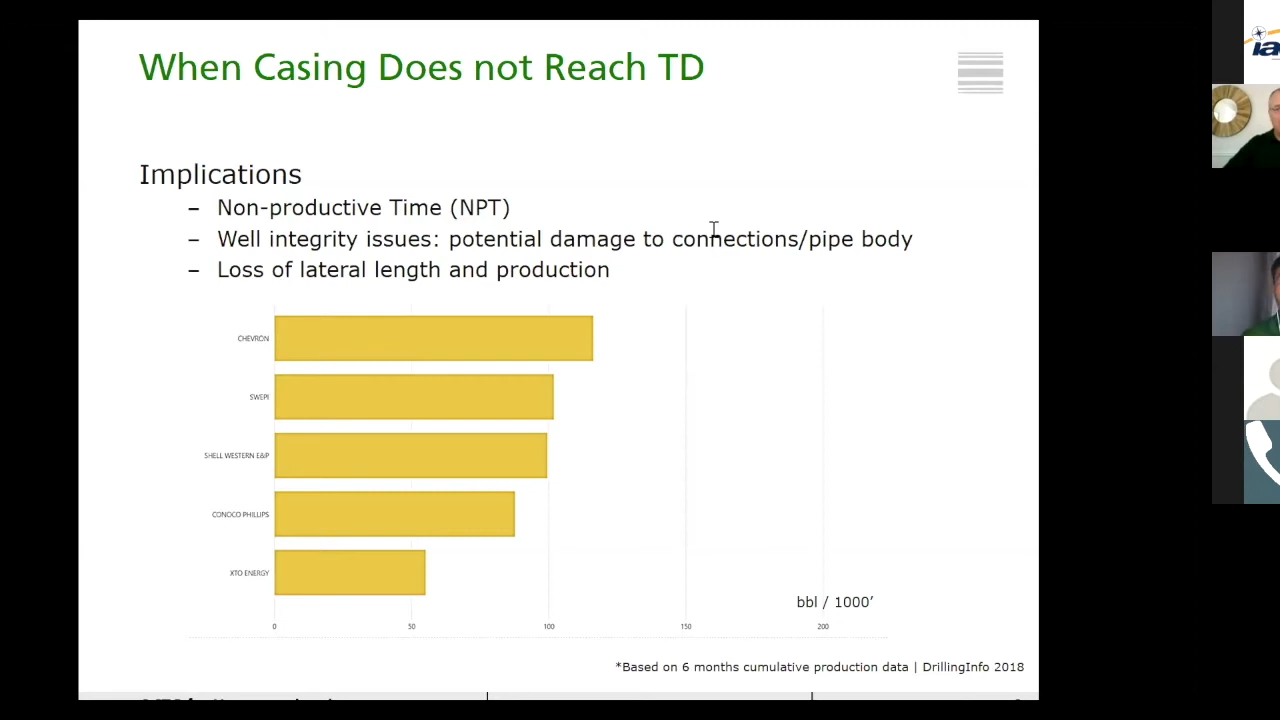 When Casing Does not Reach TD
Implications
– Non-productive Time (NPT)
– Well integrity issues: potential damage to connections/pipe body
– Loss of lateral length and production
CHEVRON
SWEPI
SHELL WESTERN E&P
CONOCO PHILLIPS
XTO ENERGY
bbl / 1000’
0 50 100 150 200
*Based on 6 months cumulative production data | DrillingInfo 2018